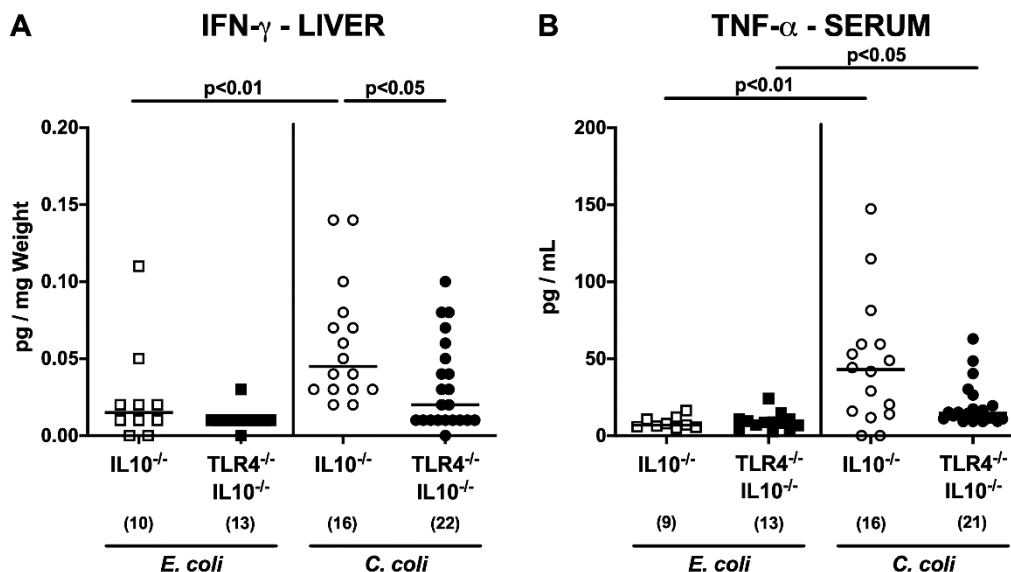 A
IFN-γ - LIVER
p<0.01
p<0.05
pg / mg Weight
0.20
0.15
0.10
0.05
0.00
IL10-/-
TLR4-/-
IL10-/-
IL10-/-
TLR4-/-
IL10-/-
(10)
(13)
(16)
(22)
E. coli
C. coli
B
TNF-α - SERUM
p<0.05
p<0.01
pg / mL
200
150
100
50
0
IL10-/-
TLR4-/-
IL10-/-
IL10-/-
TLR4-/-
IL10-/-
(9)
(13)
(16)
(21)
E. coli
C. coli